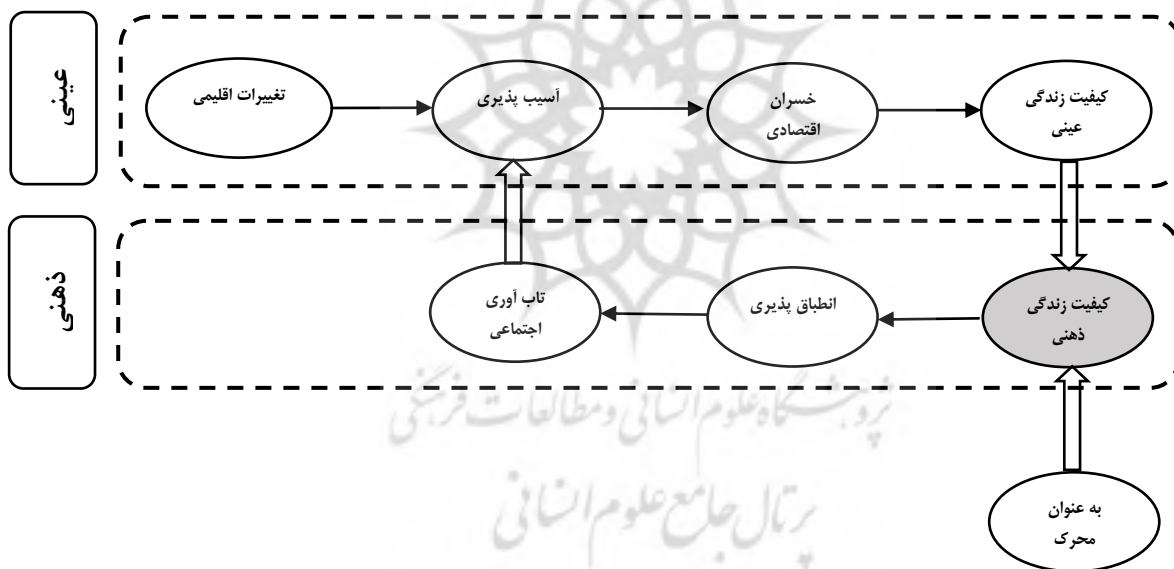 عینی
تغییرات اقلیمی
آسیب پذیری
خسران
اقتصادی
کیفیت زندگی
عینی
ذهنی
تاب آوری
اجتماعی
انطباق پذیری
کیفیت زندگی
ذهنی
پژوهشگاه علوم انسانی و مطالعات فرهنگی
پرتال جامع علوم انسانی
به عنوان
محرک